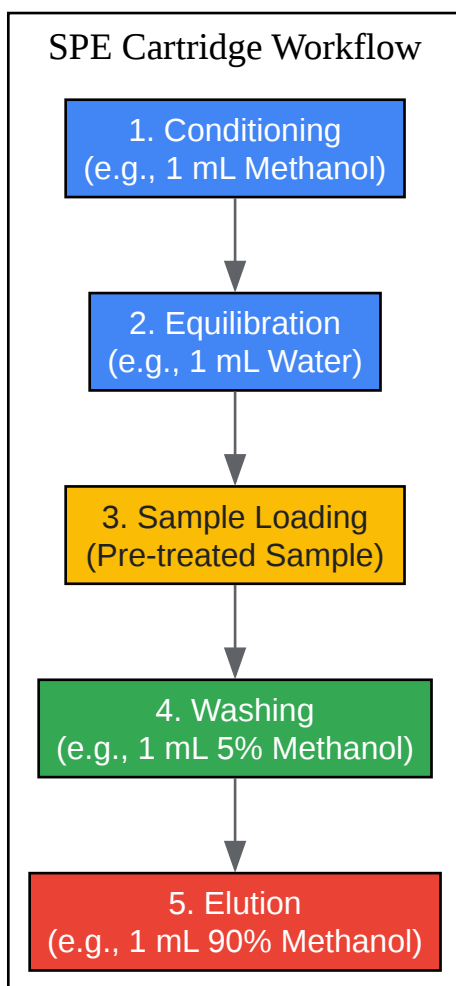 SPE Cartridge Workflow
1. Conditioning
(e.g., 1 mL Methanol)
2. Equilibration
(e.g., 1 mL Water)
3. Sample Loading
(Pre-treated Sample)
4. Washing
(e.g., 1 mL 5% Methanol)
5. Elution
(e.g., 1 mL 90% Methanol)